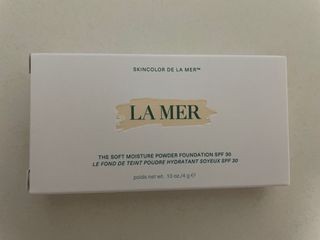 SKINCOLOR DE LA MER™
LA MER
THE SOFT MOISTURE POWDER FOUNDATION SPF 30
LE FOND DE TEINT POUDRE HYDRATANT SOYEUX SPF 30
poids net wt. .13 oz/4 g ℮